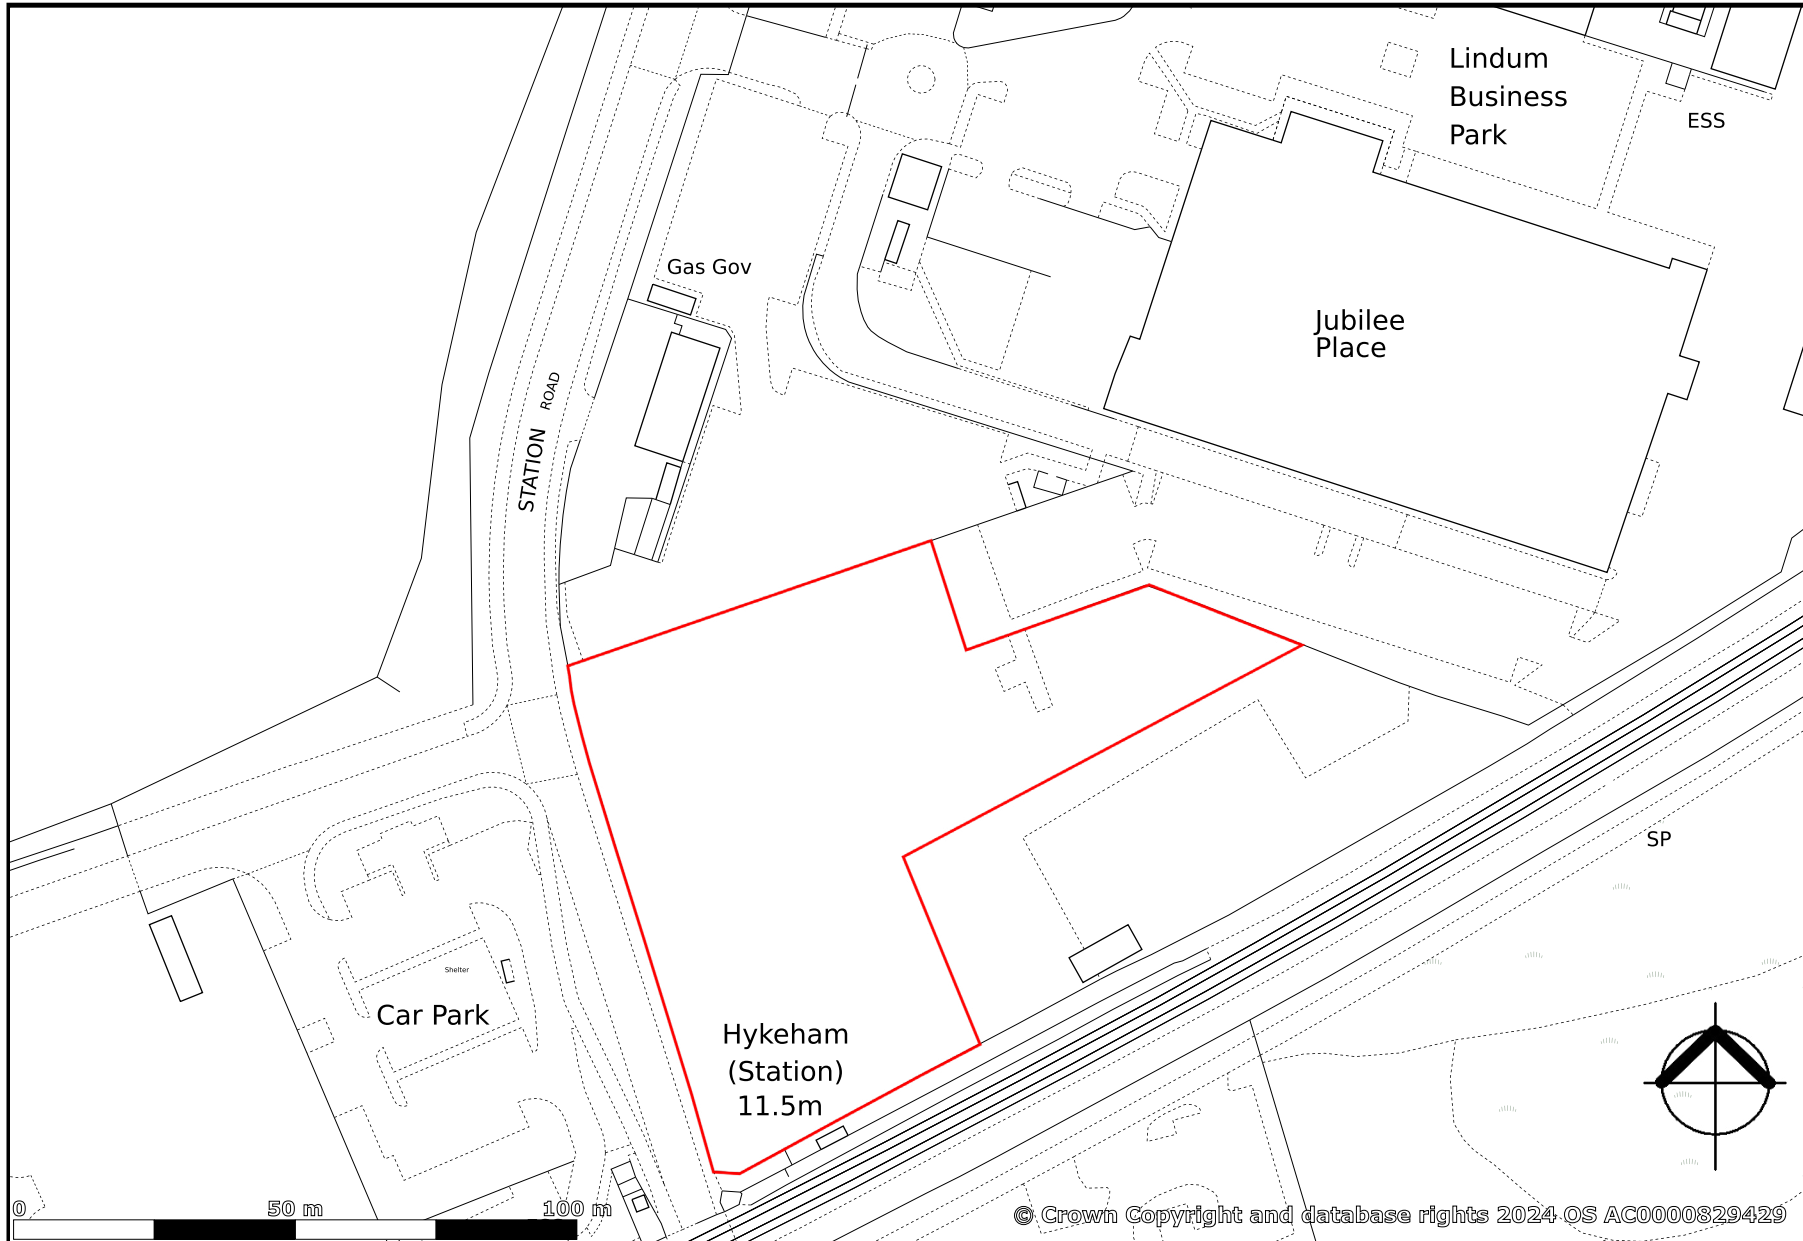 Lindum
Business
Park
ESS
Gas Gov
Jubilee
Place
STATION ROAD
SP
Shelter
Car Park
Hykeham
(Station)
11.5m
0 50 m 100 m
© Crown Copyright and database rights 2024 OS AC0000829429